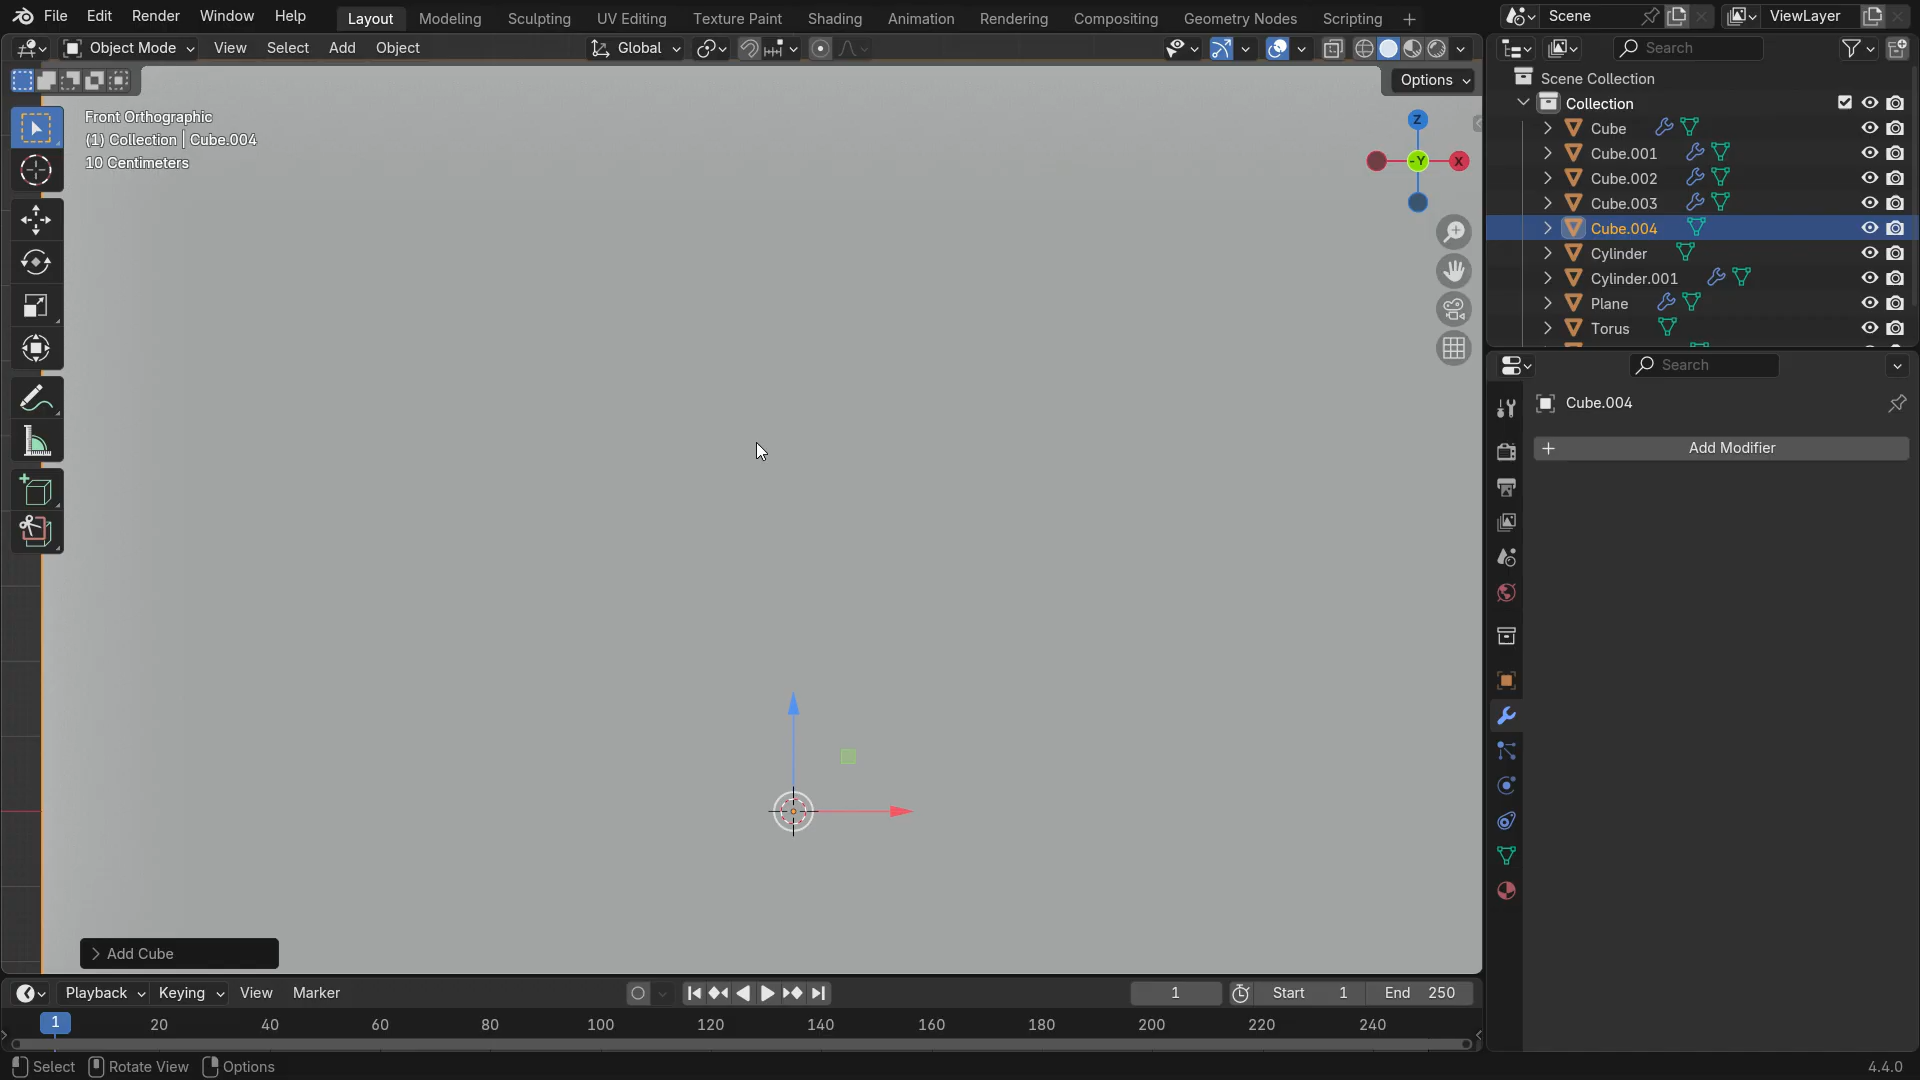 File Edit Render Window Help Layout Modeling Sculpting UV Editing Texture Paint Shading Animation Rendering Compositing Geometry Nodes Scripting + Scene ViewLayer
Object Mode View Select Add Object Global Search
Options
Front Orthographic
(1) Collection | Cube.004
10 Centimeters
Z
-Y
X
Scene Collection
Collection
Cube
Cube.001
Cube.002
Cube.003
Cube.004
Cylinder
Cylinder.001
Plane
Torus
Search
Cube.004
+ Add Modifier
Add Cube
Playback Keying View Marker 1 Start 1 End 250
1 20 40 60 80 100 120 140 160 180 200 220 240
Select Rotate View Options 4.4.0